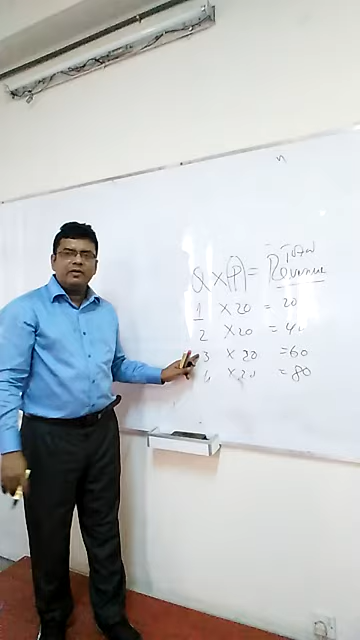 Total
Q x (P) = Revenue
1 x 20 = 20
2 x 20 = 40
3 x 20 = 60
4 x 20 = 80